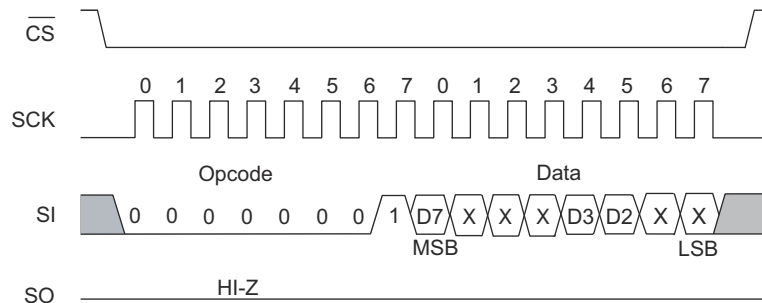 CS
0 1 2 3 4 5 6 7 0 1 2 3 4 5 6 7
SCK
Opcode Data
SI 0 0 0 0 0 0 0 1 D7 X X X D3 D2 X X
MSB LSB
HI-Z
SO